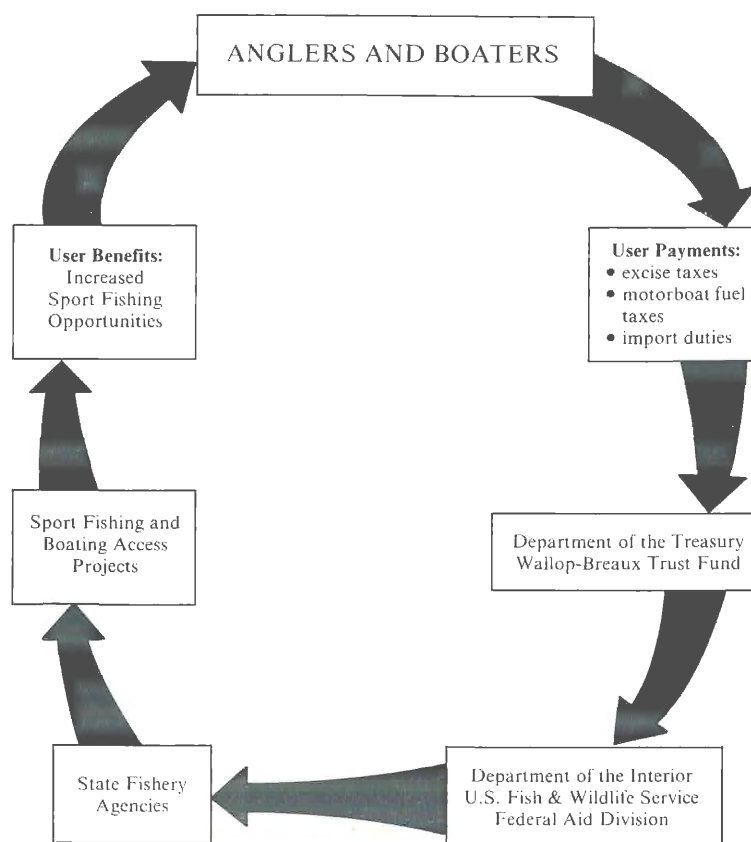 ANGLERS AND BOATERS
User Payments:
• excise taxes
• motorboat fuel
taxes
• import duties
Department of the Treasury
Wallop-Breaux Trust Fund
Department of the Interior
U.S. Fish & Wildlife Service
Federal Aid Division
State Fishery
Agencies
Sport Fishing and
Boating Access
Projects
User Benefits:
Increased
Sport Fishing
Opportunities